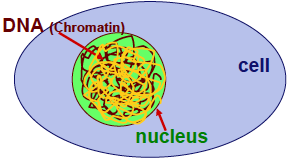 DNA (Chromatin)
cell
nucleus